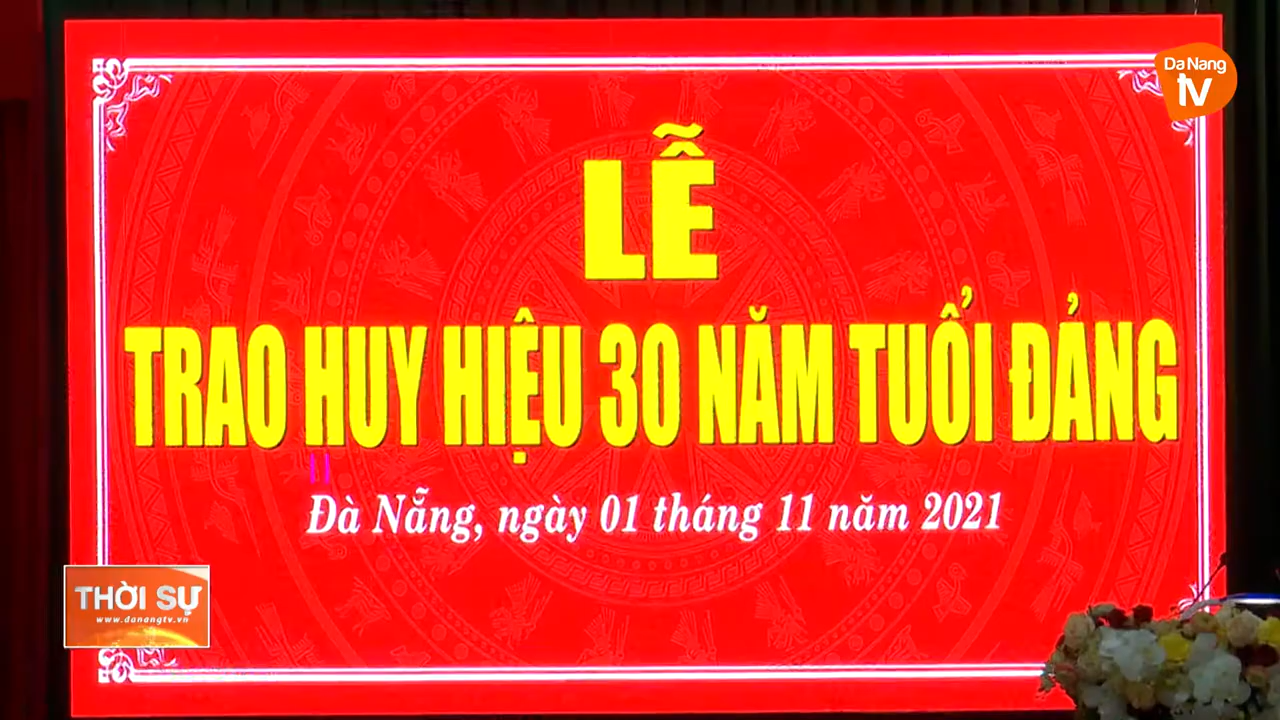 Da Nang
tv
LỄ
TRAO HUY HIỆU 30 NĂM TUỔI ĐẢNG
Đà Nẵng, ngày 01 tháng 11 năm 2021
THỜI SỰ
www.danangtv.vn